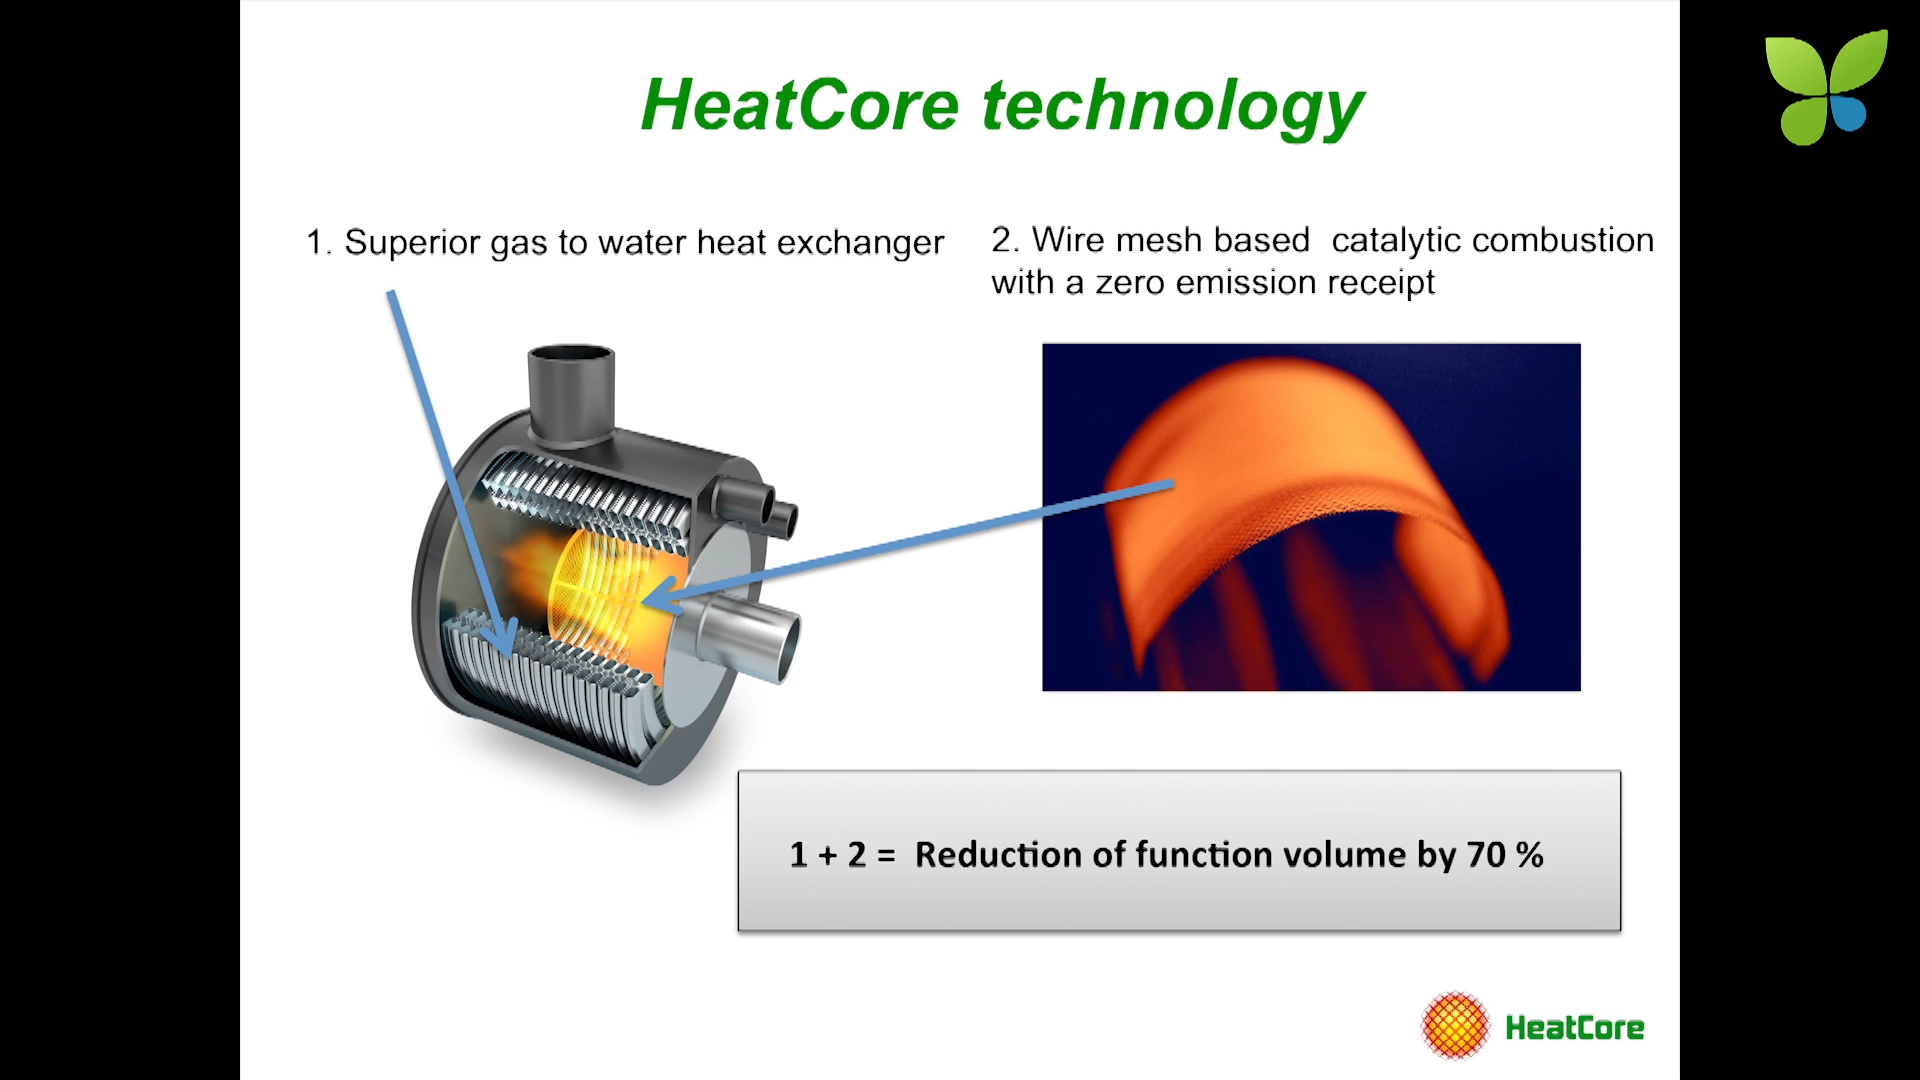 HeatCore technology
1. Superior gas to water heat exchanger
2. Wire mesh based  catalytic combustion
with a zero emission receipt
1 + 2 =  Reduction of function volume by 70 %
HeatCore